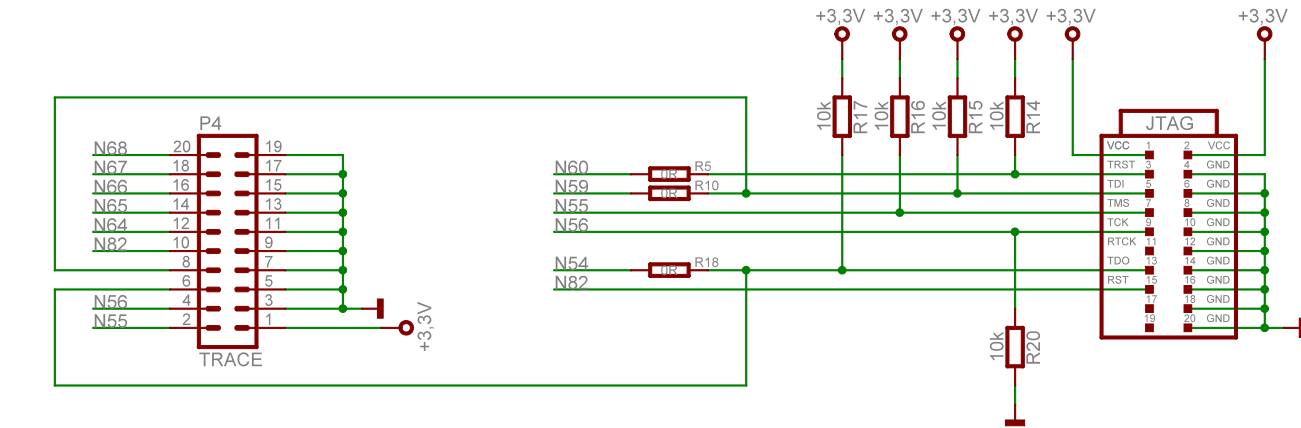 +3,3V +3,3V +3,3V +3,3V +3,3V +3,3V
10k R17 10k R16 10k R15 10k R14
P4
JTAG
N68 20 19
N67 18 17
N66 16 15
N65 14 13
N64 12 11
N82 10 9
8 7
6 5
N56 4 3
N55 2 1
+3,3V
TRACE
N60 0R R5
N59 0R R10
N55
N56
N54 0R R18
N82
10k R20
VCC 1 2 VCC
TRST 3 4 GND
TDI 5 6 GND
TMS 7 8 GND
TCK 9 10 GND
RTCK 11 12 GND
TDO 13 14 GND
RST 15 16 GND
17 18 GND
19 20 GND